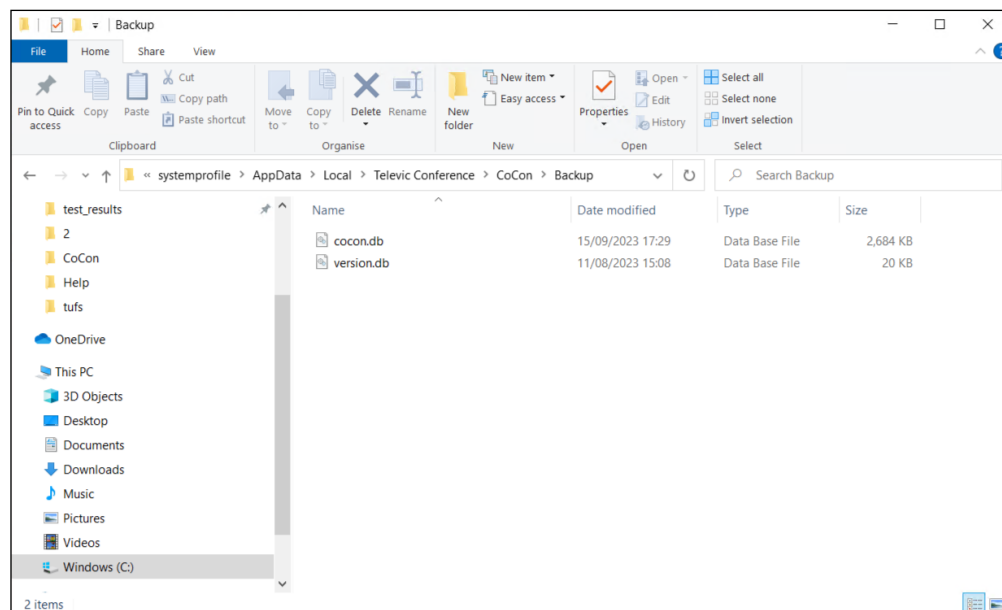 Backup
File Home Share View
Pin to Quick access
Copy
Paste
Cut
Copy path
Paste shortcut
Clipboard
Move to
Copy to
Delete
Rename
Organise
New folder
New item
Easy access
New
Properties
Open
Edit
History
Open
Select all
Select none
Invert selection
Select
« systemprofile > AppData > Local > Televic Conference > CoCon > Backup
Search Backup
test_results
2
CoCon
Help
tufs
OneDrive
This PC
3D Objects
Desktop
Documents
Downloads
Music
Pictures
Videos
Windows (C:)
Name Date modified Type Size
cocon.db 15/09/2023 17:29 Data Base File 2,684 KB
version.db 11/08/2023 15:08 Data Base File 20 KB
2 items